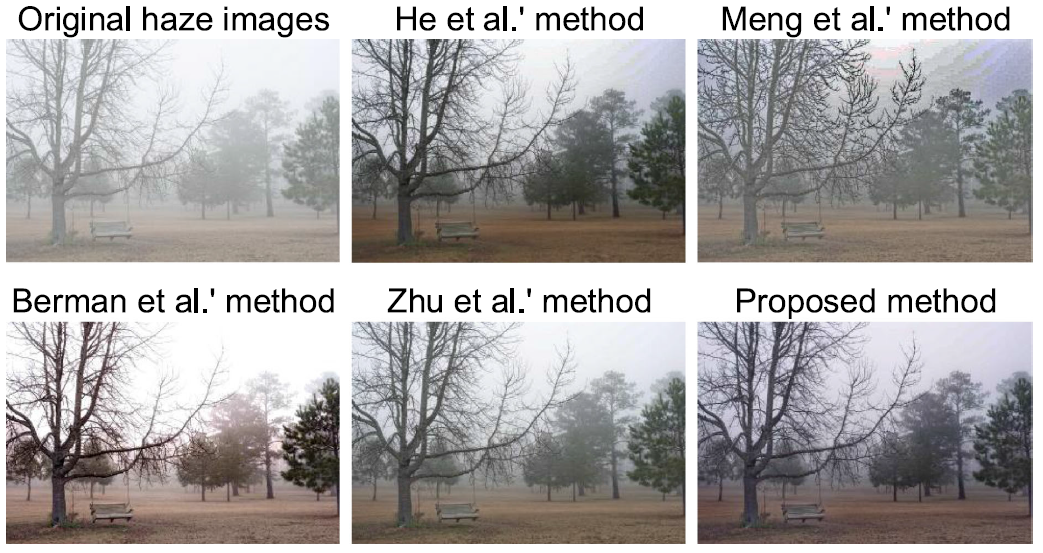 Original haze images
He et al.' method
Meng et al.' method
Berman et al.' method
Zhu et al.' method
Proposed method